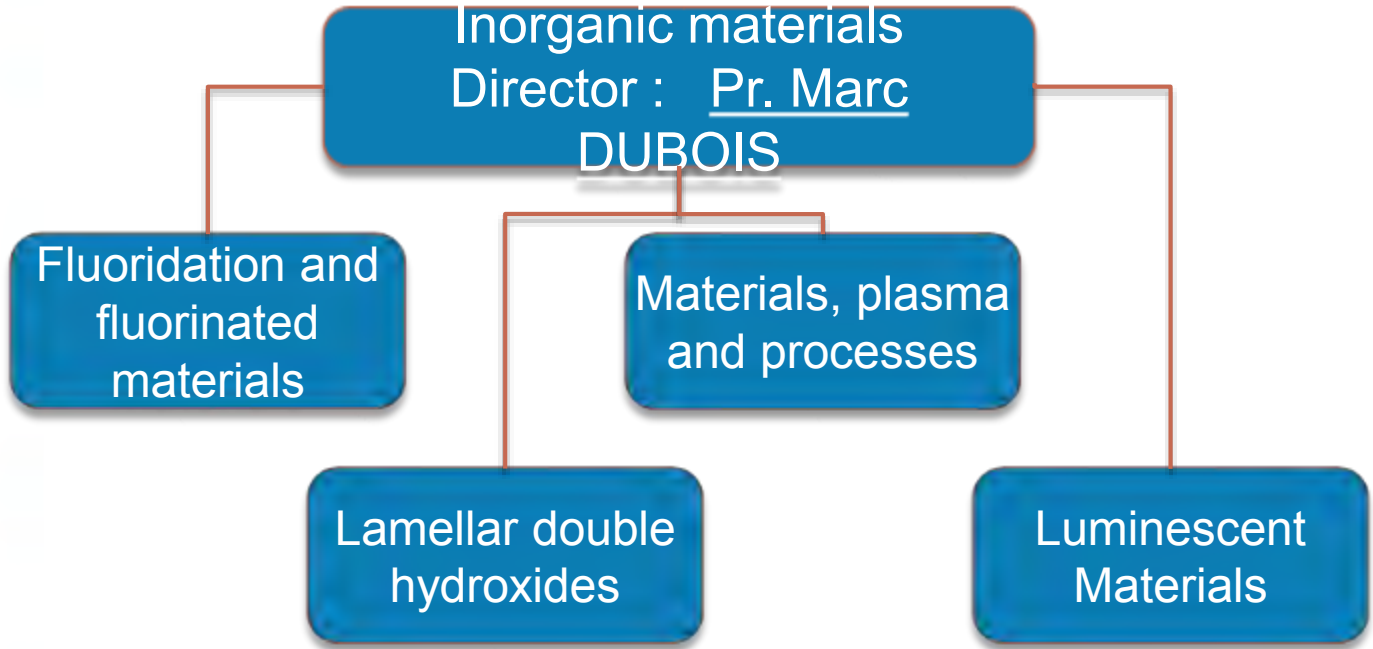 Inorganic materials
Director : Pr. Marc
DUBOIS
Fluoridation and
fluorinated
materials
Materials, plasma
and processes
Lamellar double
hydroxides
Luminescent
Materials